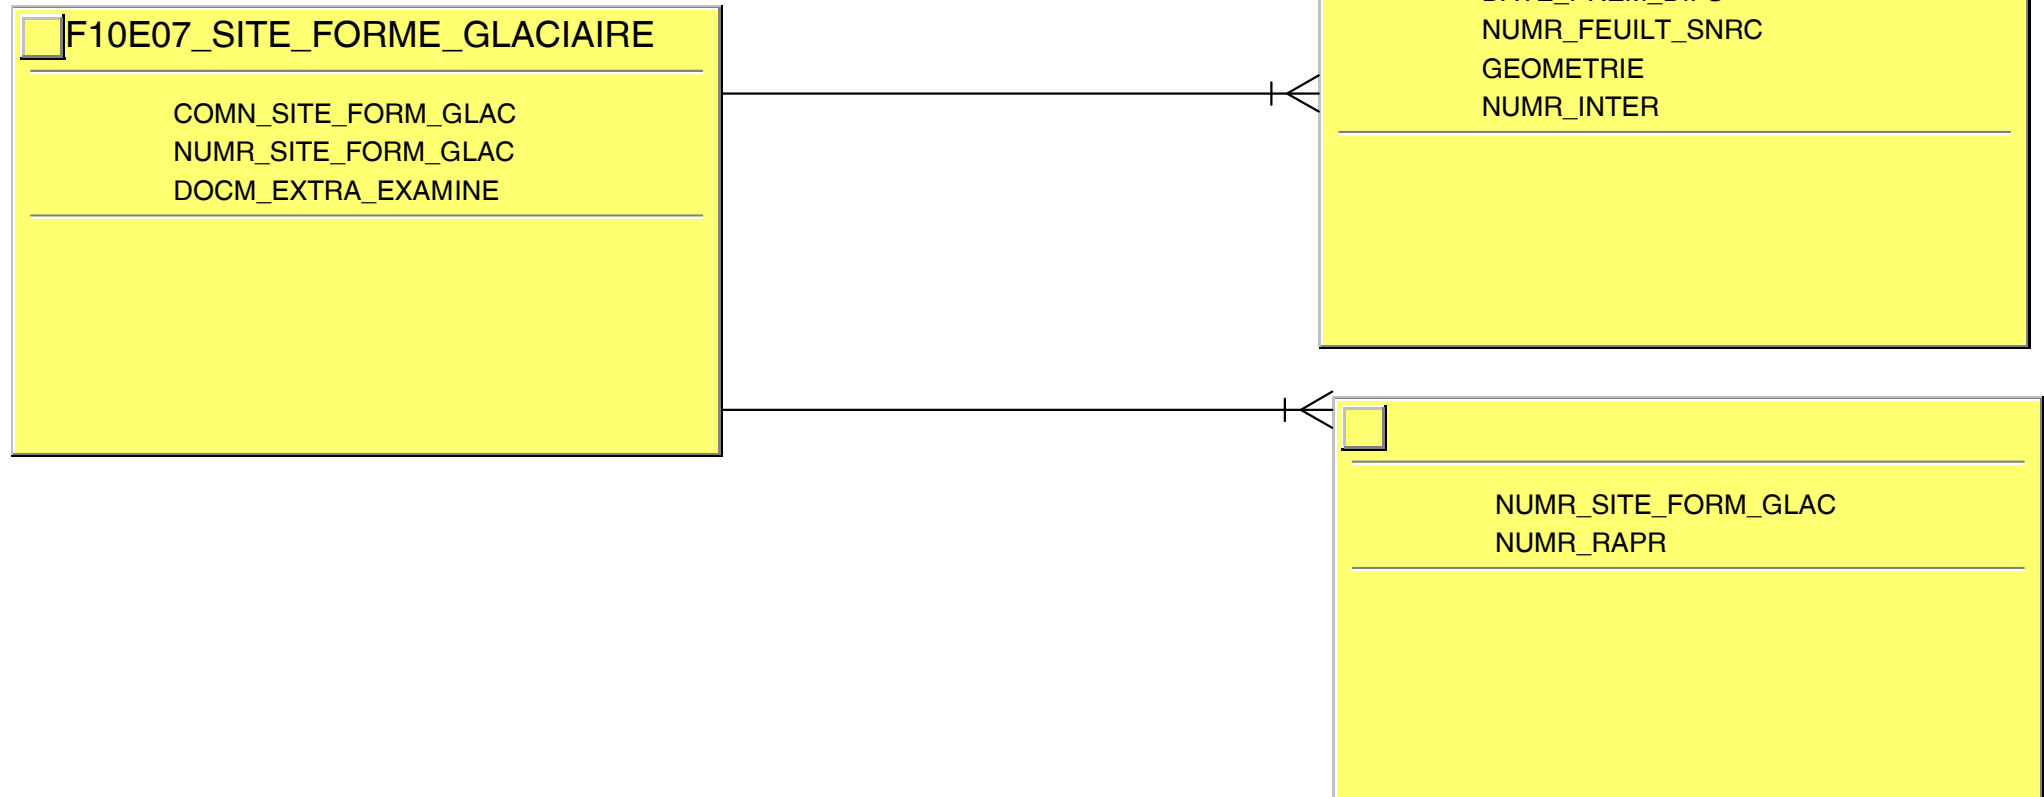 F10E07_SITE_FORME_GLACIAIRE
COMN_SITE_FORM_GLAC
NUMR_SITE_FORM_GLAC
DOCM_EXTRA_EXAMINE
NUMR_FEUILT_SNRC
GEOMETRIE
NUMR_INTER
NUMR_SITE_FORM_GLAC
NUMR_RAPR